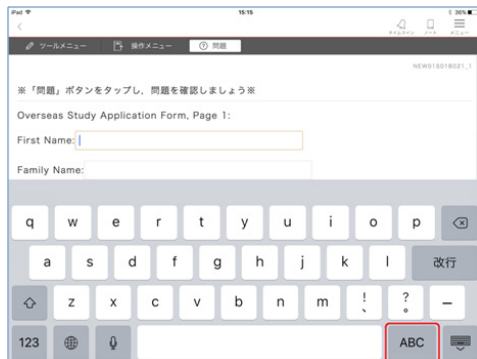 iPad 15:15 36%
タイムライン ノート メニュー
ツールメニュー 操作メニュー ? 問題
NEW01S018021_1
※「問題」ボタンをタップし、問題を確認しましょう※
Overseas Study Application Form, Page 1:
First Name:
Family Name:
q w e r t y u i o p
a s d f g h j k l 改行
z x c v b n m ! 、 ? 。 —
123 ABC